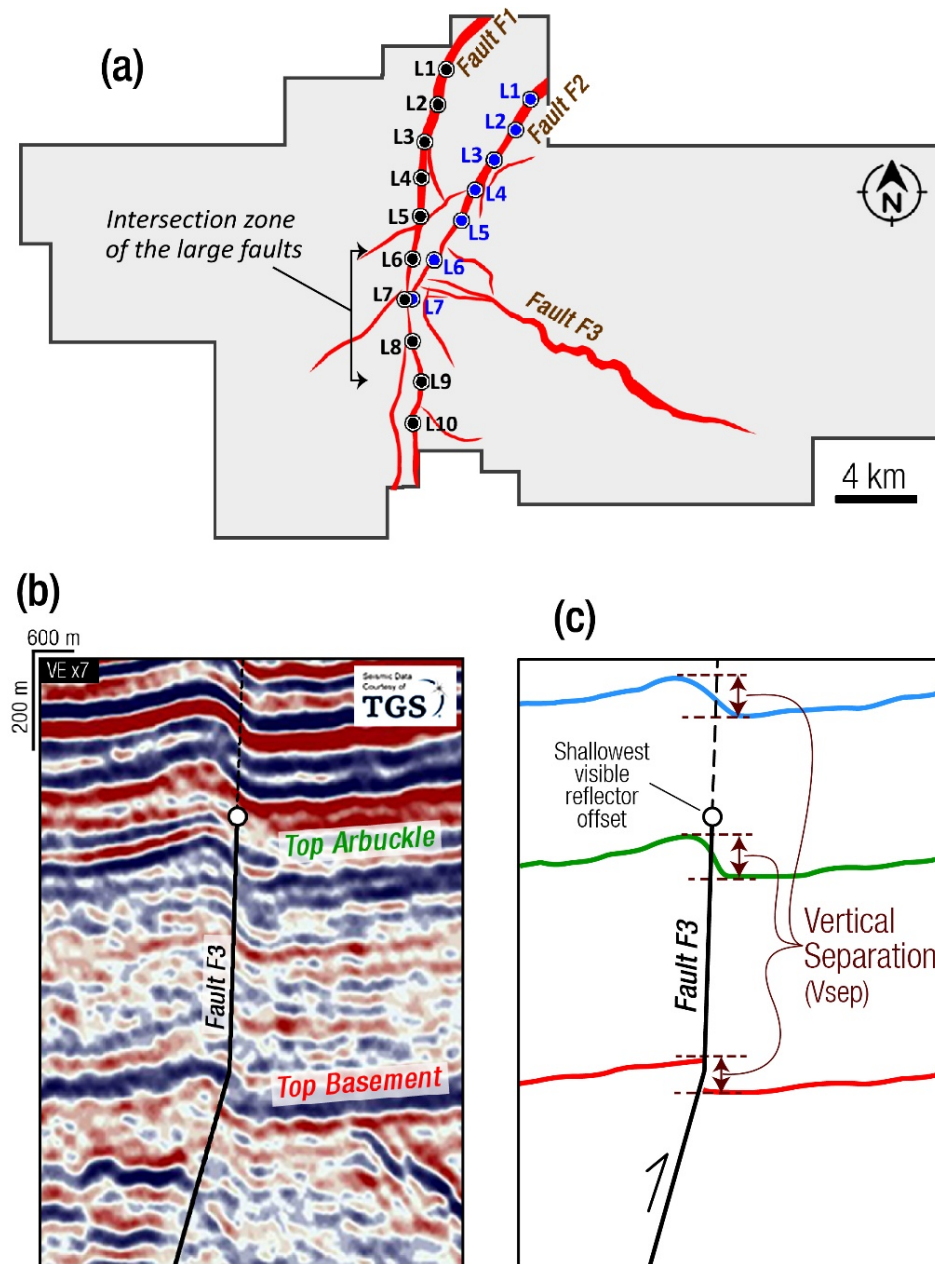 (a)
Fault F1
L1
L2
L3
L4
L5
L6
L7
L8
L9
L10
L1
L2
L3
L4
L5
L6
L7
Fault F2
Intersection zone
of the large faults
Fault F3
N
4 km
(b)
600 m
200 m
VE x7
Seismic Data
Courtesy of
TGS
Top Arbuckle
Fault F3
Top Basement
(c)
Shallowest
visible
reflector
offset
Fault F3
Vertical
Separation
(Vsep)